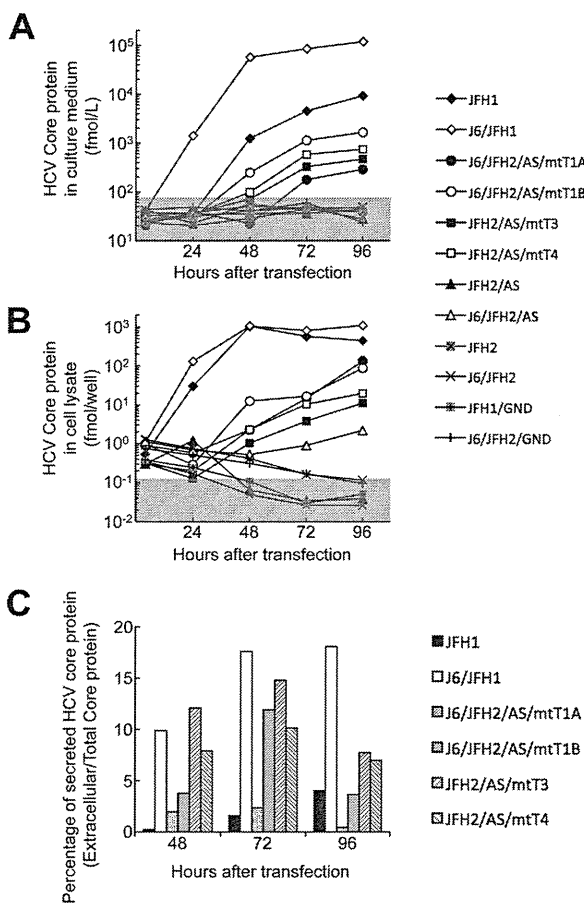 A
HCV Core protein
in culture medium
(fmol/L)
10^5
10^4
10^3
10^2
10^1
24
48
72
96
Hours after transfection
JFH1
J6/JFH1
J6/JFH2/AS/mtT1A
J6/JFH2/AS/mtT1B
JFH2/AS/mtT3
JFH2/AS/mtT4
JFH2/AS
J6/JFH2/AS
JFH2
J6/JFH2
JFH1/GND
J6/JFH2/GND
B
HCV Core protein
in cell lysate
(fmol/well)
10^3
10^2
10^1
10^0
10^-1
10^-2
24
48
72
96
Hours after transfection
C
Percentage of secreted HCV core protein
(Extracellular/Total Core protein)
20
15
10
5
0
48
72
96
Hours after transfection
JFH1
J6/JFH1
J6/JFH2/AS/mtT1A
J6/JFH2/AS/mtT1B
JFH2/AS/mtT3
JFH2/AS/mtT4